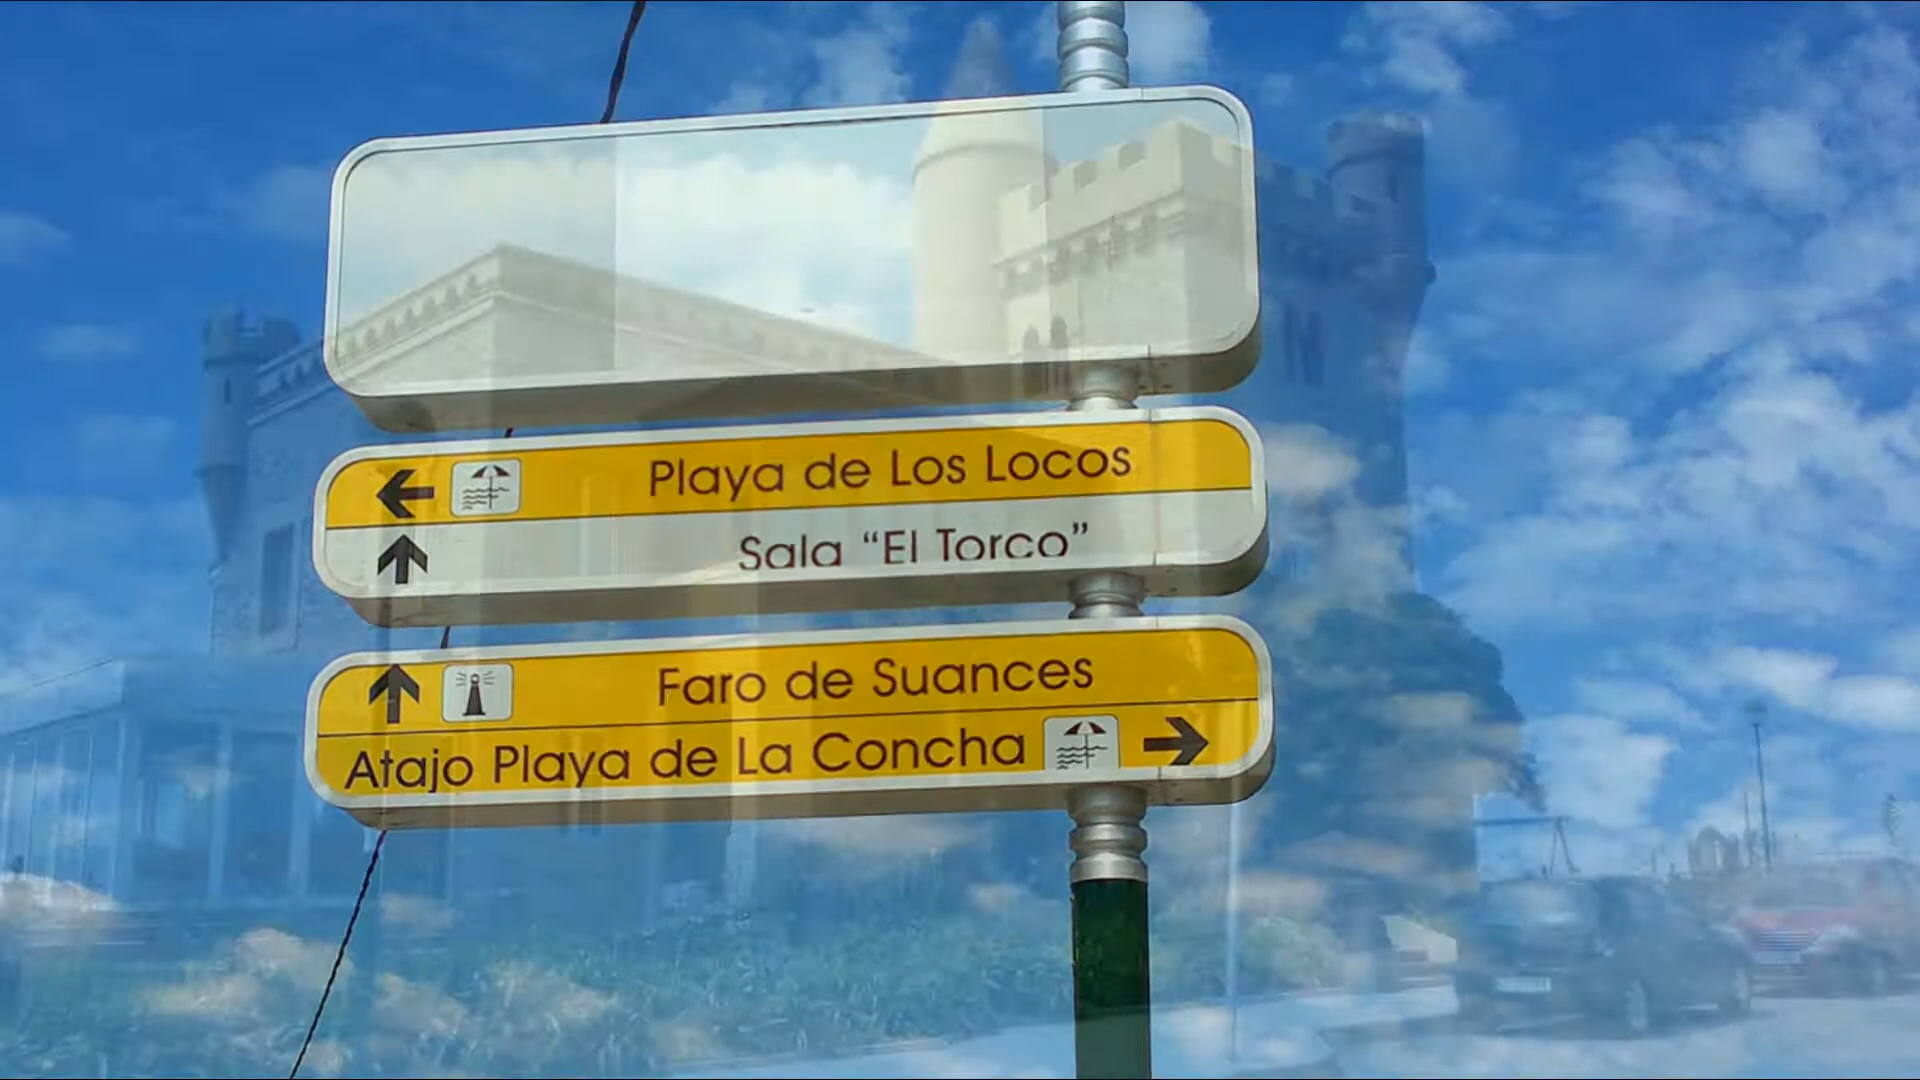 Playa de Los Locos
Sala “El Torco”
Faro de Suances
Atajo Playa de La Concha